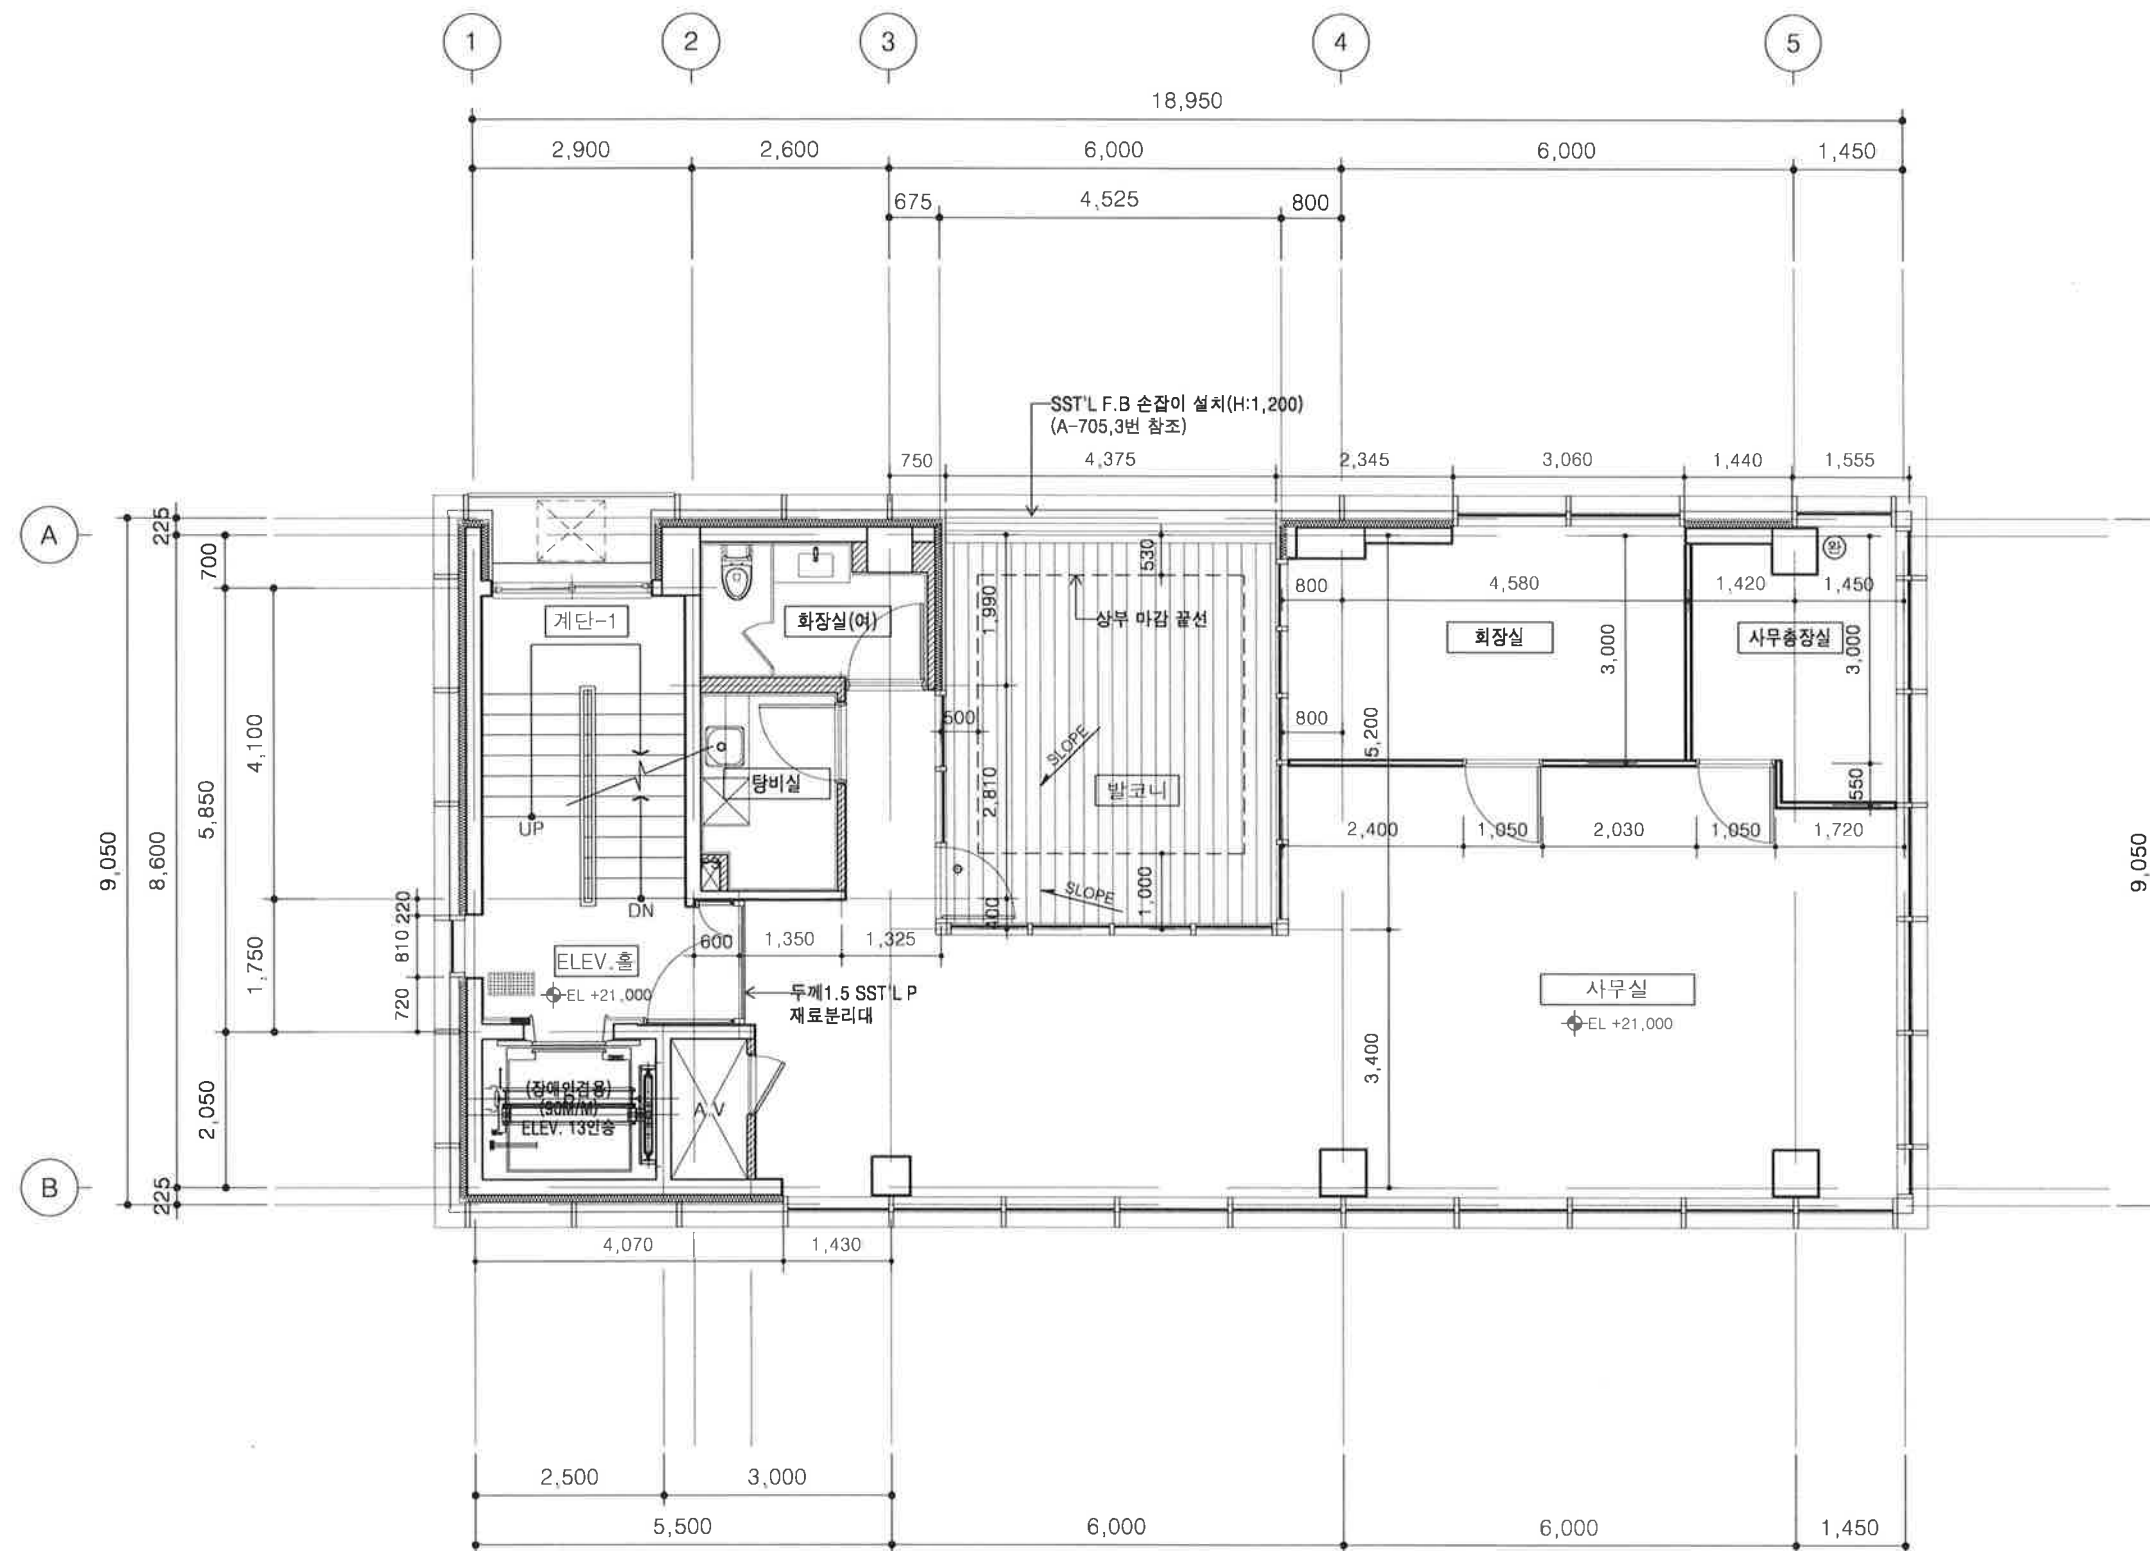 1
2
3
4
5
18,950
2,900
2,600
6,000
6,000
1,450
675
4,525
800
SST'L F.B 손잡이 설치(H:1,200)
(A-705,3번 참조)
750
4,375
2,345
3,060
1,440
1,555
A
225
700
530
완
800
4,580
1,420
1,450
1,990
상부 마감 끝선
계단-1
화장실(여)
회장실
사무총장실
3,000
3,000
4,100
500
800
5,200
SLOPE
5,850
2,810
탕비실
발코니
550
UP
2,400
1,050
2,030
1,050
1,720
9,050
8,600
9,050
220
DN
SLOPE
1,000
400
810
1,750
600
1,350
1,325
ELEV.홀
EL +21,000
두께1.5 SST'L P
재료분리대
사무실
EL +21,000
720
3,400
2,050
(장애인겸용)
(90M/M)
ELEV. 13인승
A.V
B
225
4,070
1,430
2,500
3,000
5,500
6,000
6,000
1,450